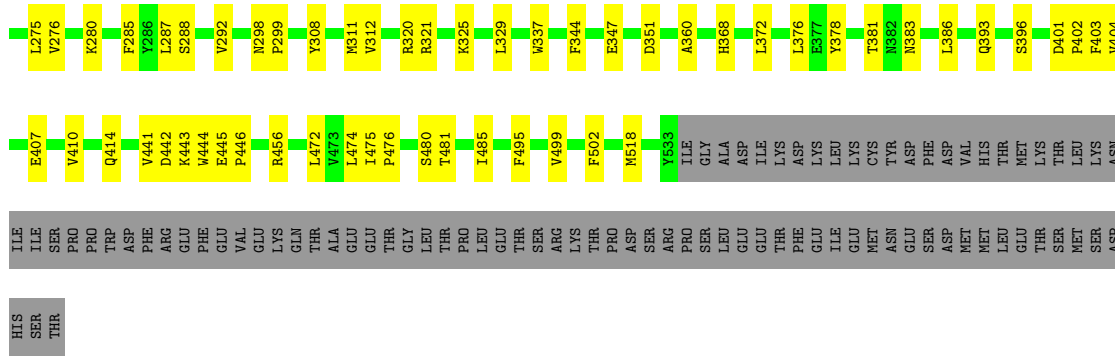 L275 V276 K280 F285 Y286 L287 S288 V292 N298 P299 Y308 M311 V312 R320 R321 K325 L329 W337 F344 E347 D351 A360 H368 L372 L376 E377 Y378 T381 N382 N383 L386 Q393 S396 D401 P402 F403
E407 V410 Q414 V441 D442 K443 W444 E445 P446 R456 L472 V473 L474 I475 P476 S480 T481 I485 F495 V499 F502 M518 Y533 ILE GLY ALA ASP ILE LYS ASP LYS LEU LYS CYS TYR ASP PHE ASP VAL HIS THR MET LYS THR LEU LYS ASN
ILE ILE SER PRO PRO TRP ASP PHE ARG GLU PHE GLU VAL GLU LYS GLN THR ALA GLU GLU THR GLY LEU THR PRO LEU GLU THR SER ARG LYS THR PRO ASP SER ARG PRO SER LEU GLU GLU THR PHE GLU ILE GLU MET ASN GLU SER ASP MET MET LEU GLU THR SER MET SER ASP
HIS SER THR